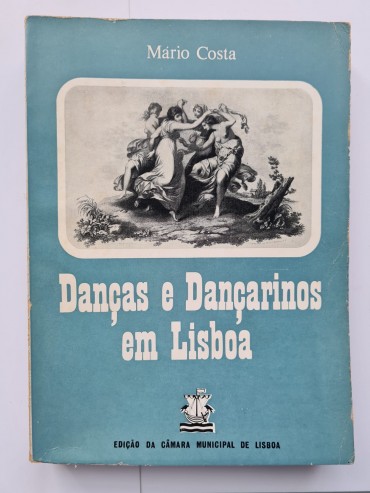 Mário Costa
Danças e Dançarinos
em Lisboa
EDIÇÃO DA CÂMARA MUNICIPAL DE LISBOA